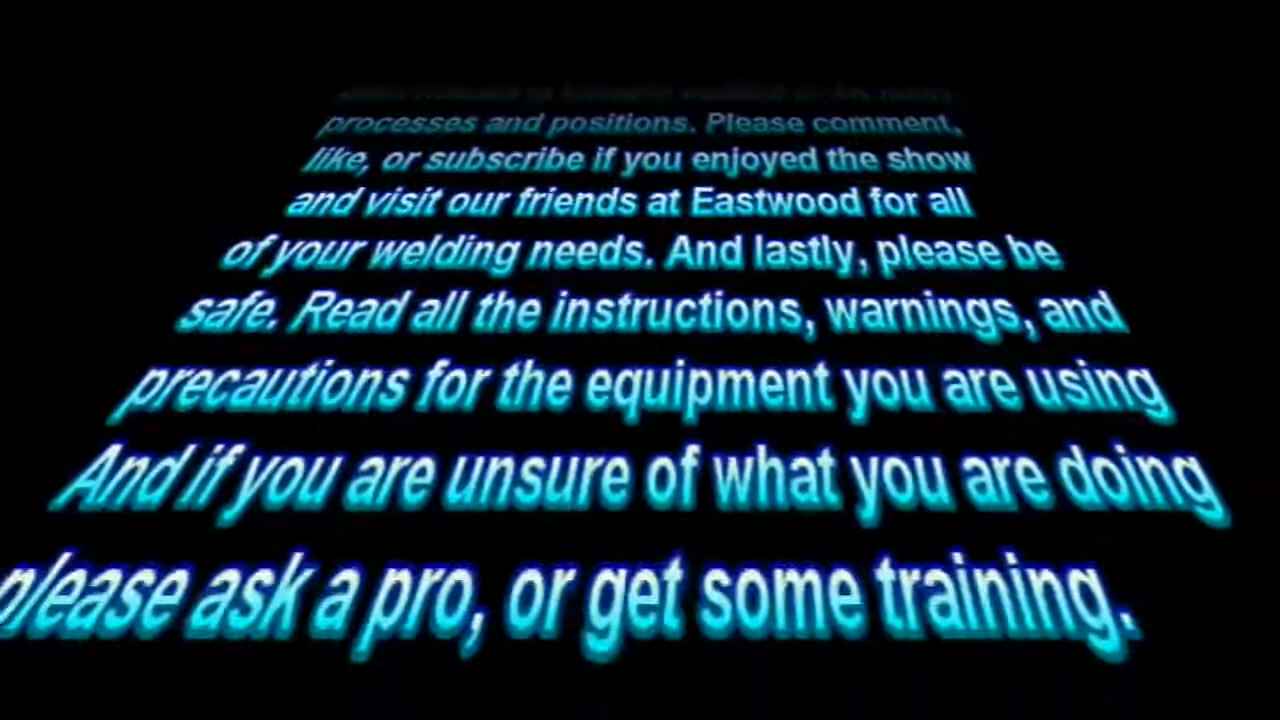 processes and positions. Please comment,
like, or subscribe if you enjoyed the show
and visit our friends at Eastwood for all
of your welding needs. And lastly, please be
safe. Read all the instructions, warnings, and
precautions for the equipment you are using
And if you are unsure of what you are doing
please ask a pro, or get some training.